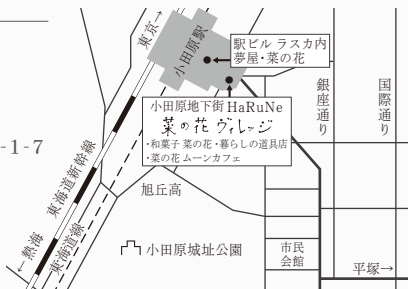 東京→
小田原駅
駅ビル ラスカ内
夢屋・菜の花
小田原地下街 HaRuNe
菜の花 ヴィレッジ
・和菓子 菜の花・暮らしの道具店
・菜の花 ムーンカフェ
銀座通り
国際通り
-1-7
東海道新幹線
旭丘高
←熱海
東海道線
小田原城址公園
市民
会館
平塚→